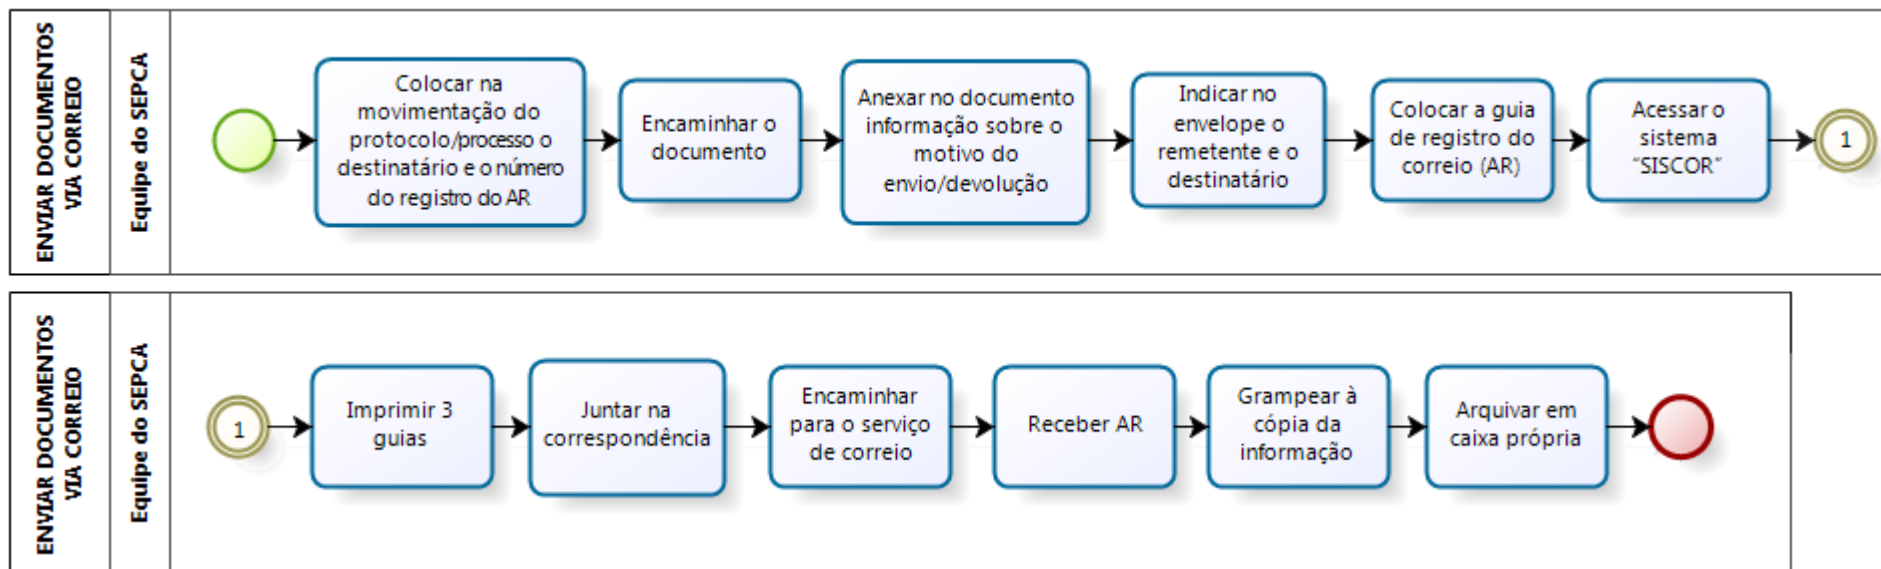 ENVIAR DOCUMENTOS
VIA CORREIO
Equipe do SEPCA
Colocar na
movimentação do
protocolo/processo o
destinatário e o número
do registro do AR
Encaminhar o
documento
Anexar no documento
informação sobre o
motivo do
envio/devolução
Indicar no
envelope o
remetente e o
destinatário
Colocar a guia
de registro do
correio (AR)
Acessar o
sistema
“SISCOR”
1
ENVIAR DOCUMENTOS
VIA CORREIO
Equipe do SEPCA
1
Imprimir 3
guias
Juntar na
correspondência
Encaminhar
para o serviço
de correio
Receber AR
Grampear à
cópia da
informação
Arquivar em
caixa própria